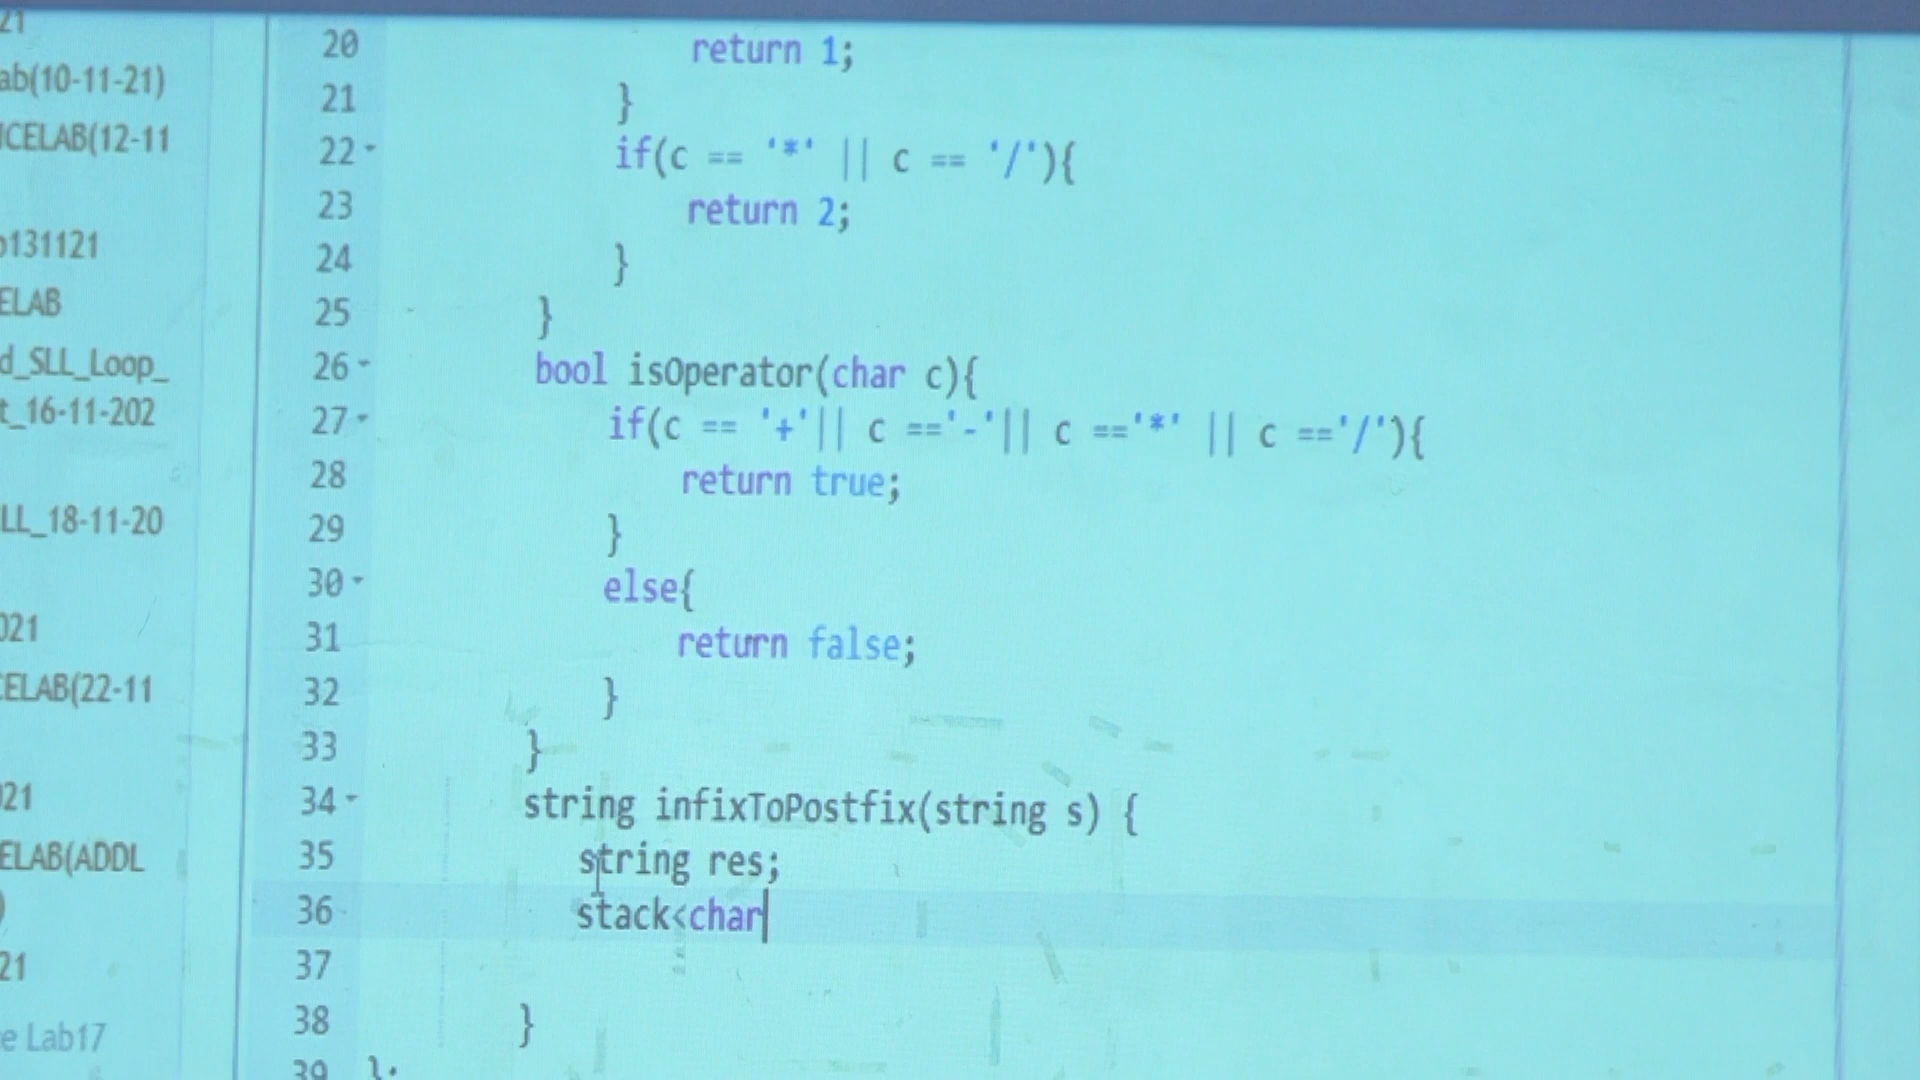 21
ab(10-11-21)
ICELAB(12-11
o131121
ELAB
d_SLL_Loop_
t_16-11-202
LL_18-11-20
021
CELAB(22-11
021
ELAB(ADDL
)
21
e Lab17
20 return 1;
21 }
22 if(c == '*' || c == '/'){
23 return 2;
24 }
25 }
26 bool isOperator(char c){
27 if(c == '+'|| c =='-'|| c =='*' || c =='/'){
28 return true;
29 }
30 else{
31 return false;
32 }
33 }
34 string infixToPostfix(string s) {
35 string res;
36 stack<char
37
38 }
39 };